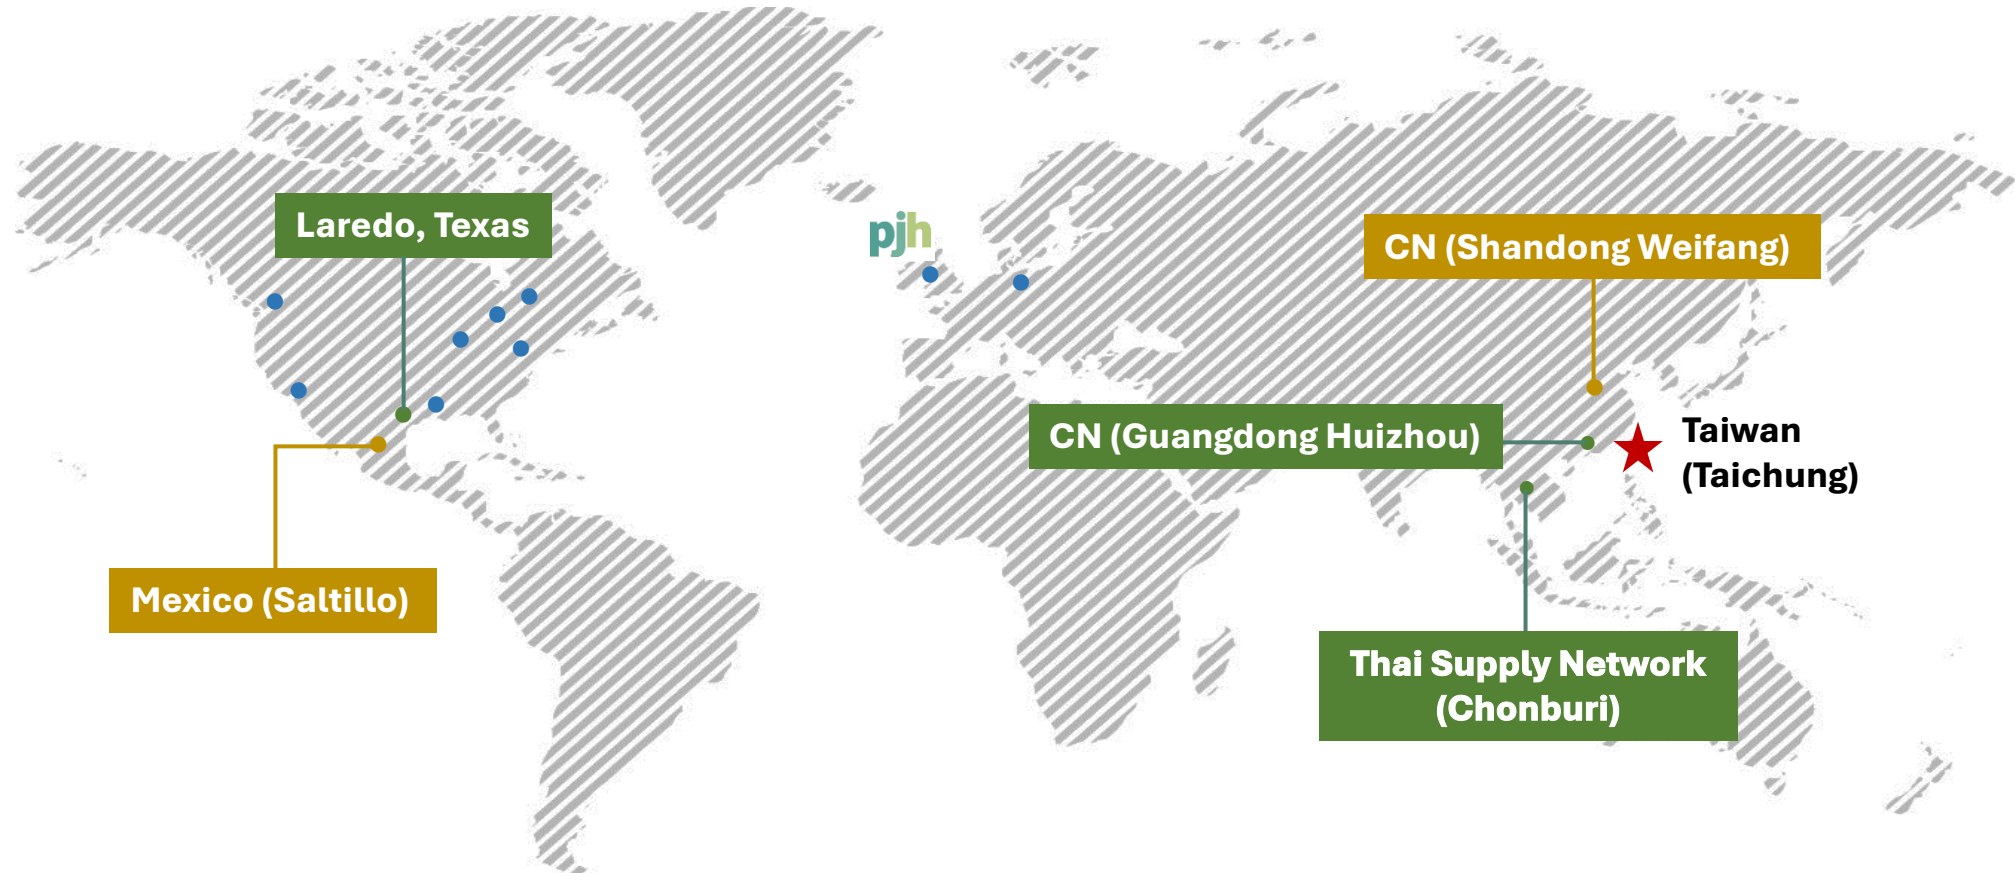 Laredo, Texas
pjh
CN (Shandong Weifang)
CN (Guangdong Huizhou)
Taiwan
(Taichung)
Mexico (Saltillo)
Thai Supply Network
(Chonburi)